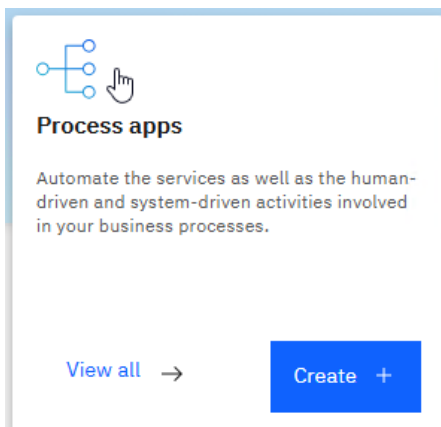 Process apps
Automate the services as well as the human-
driven and system-driven activities involved
in your business processes.
View all →
Create +